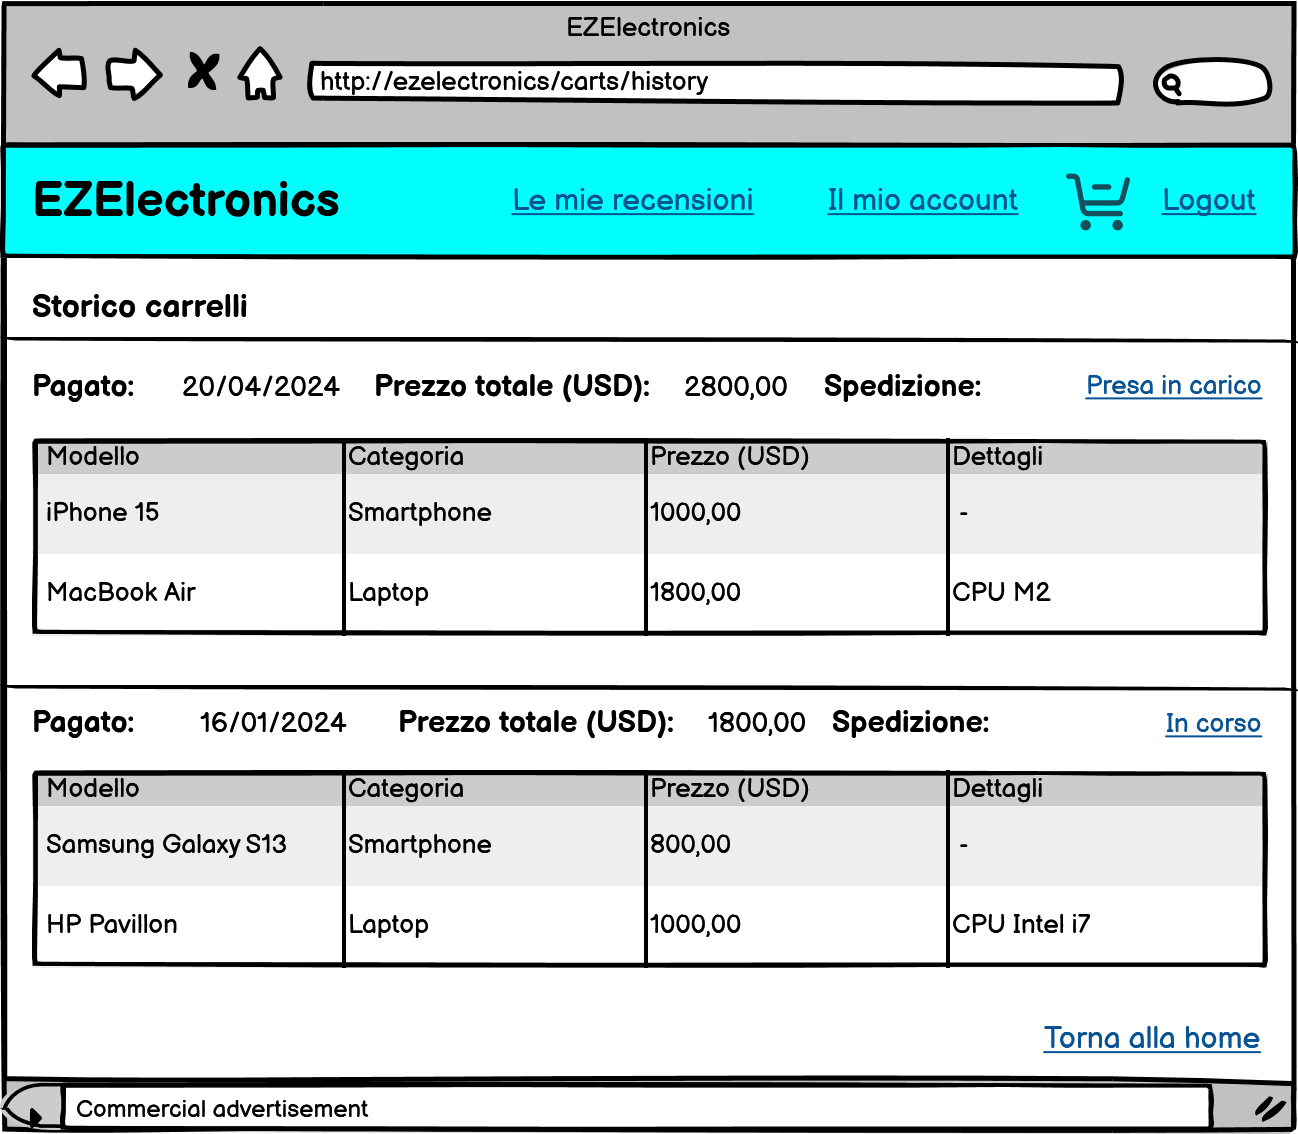 EZElectronics
http://ezelectronics/carts/history
EZElectronics Le mie recensioni Il mio account Logout
Storico carrelli
Pagato: 20/04/2024 Prezzo totale (USD): 2800,00 Spedizione: Presa in carico
Modello Categoria Prezzo (USD) Dettagli
iPhone 15 Smartphone 1000,00 -
MacBook Air Laptop 1800,00 CPU M2
Pagato: 16/01/2024 Prezzo totale (USD): 1800,00 Spedizione: In corso
Modello Categoria Prezzo (USD) Dettagli
Samsung Galaxy S13 Smartphone 800,00 -
HP Pavillon Laptop 1000,00 CPU Intel i7
Torna alla home
Commercial advertisement